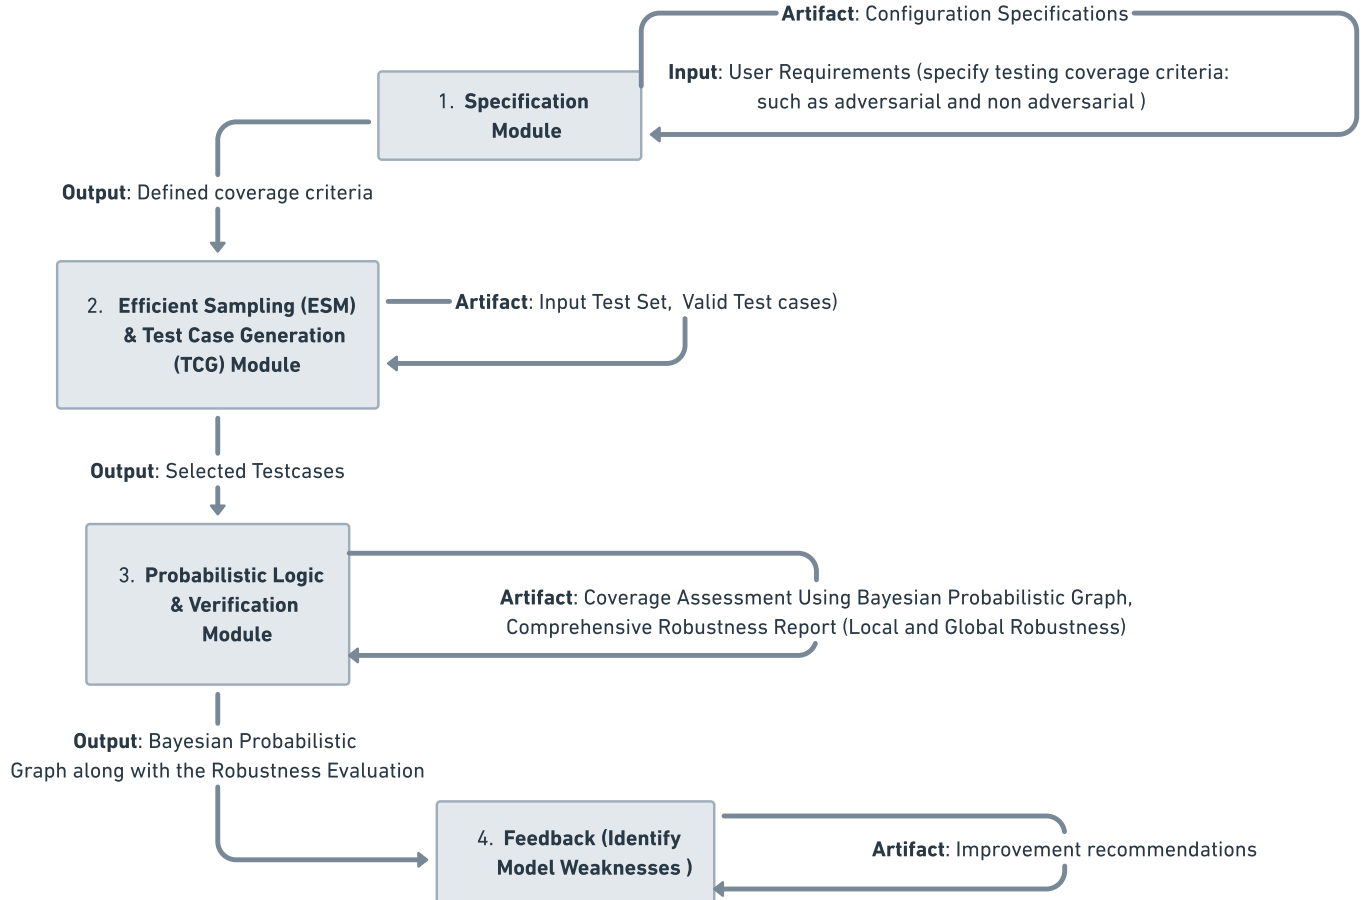 Artifact: Configuration Specifications
Input: User Requirements (specify testing coverage criteria:
such as adversarial and non adversarial )
1. Specification
Module
Output: Defined coverage criteria
2. Efficient Sampling (ESM)
& Test Case Generation
(TCG) Module
Artifact: Input Test Set, Valid Test cases)
Output: Selected Testcases
3. Probabilistic Logic
& Verification
Module
Artifact: Coverage Assessment Using Bayesian Probabilistic Graph,
Comprehensive Robustness Report (Local and Global Robustness)
Output: Bayesian Probabilistic
Graph along with the Robustness Evaluation
4. Feedback (Identify
Model Weaknesses )
Artifact: Improvement recommendations